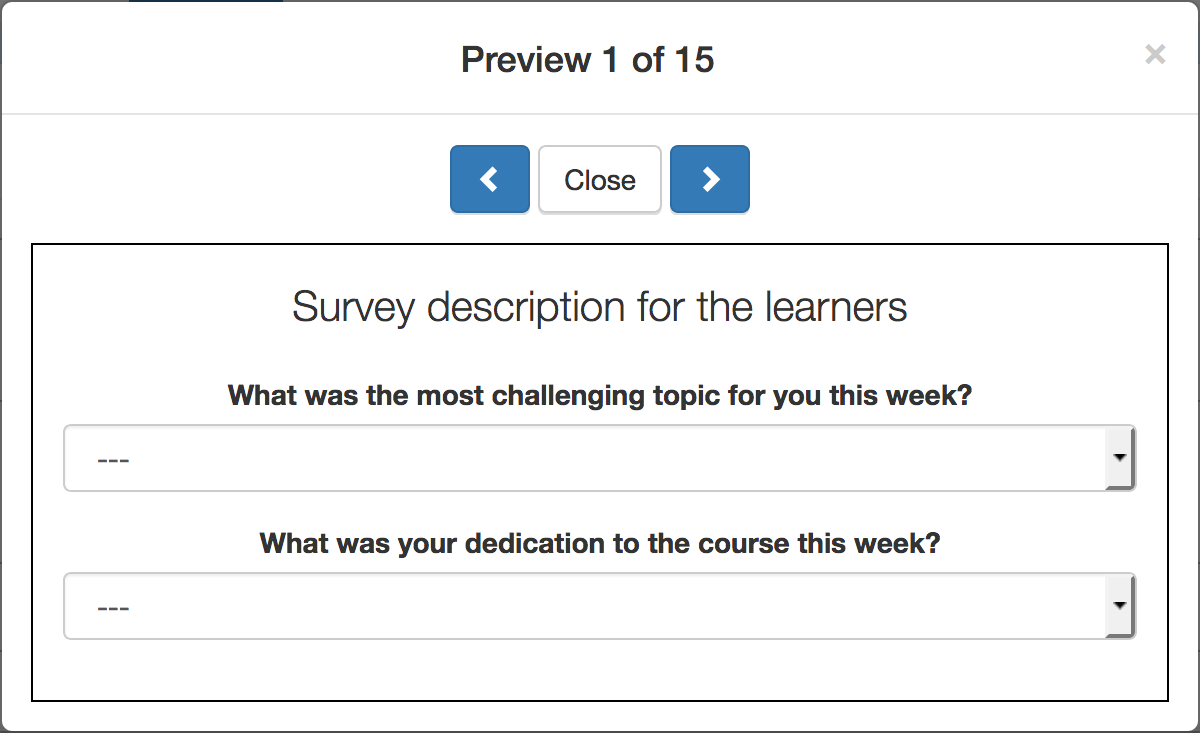 Preview 1 of 15
×
Close
Survey description for the learners
What was the most challenging topic for you this week?
---
What was your dedication to the course this week?
---